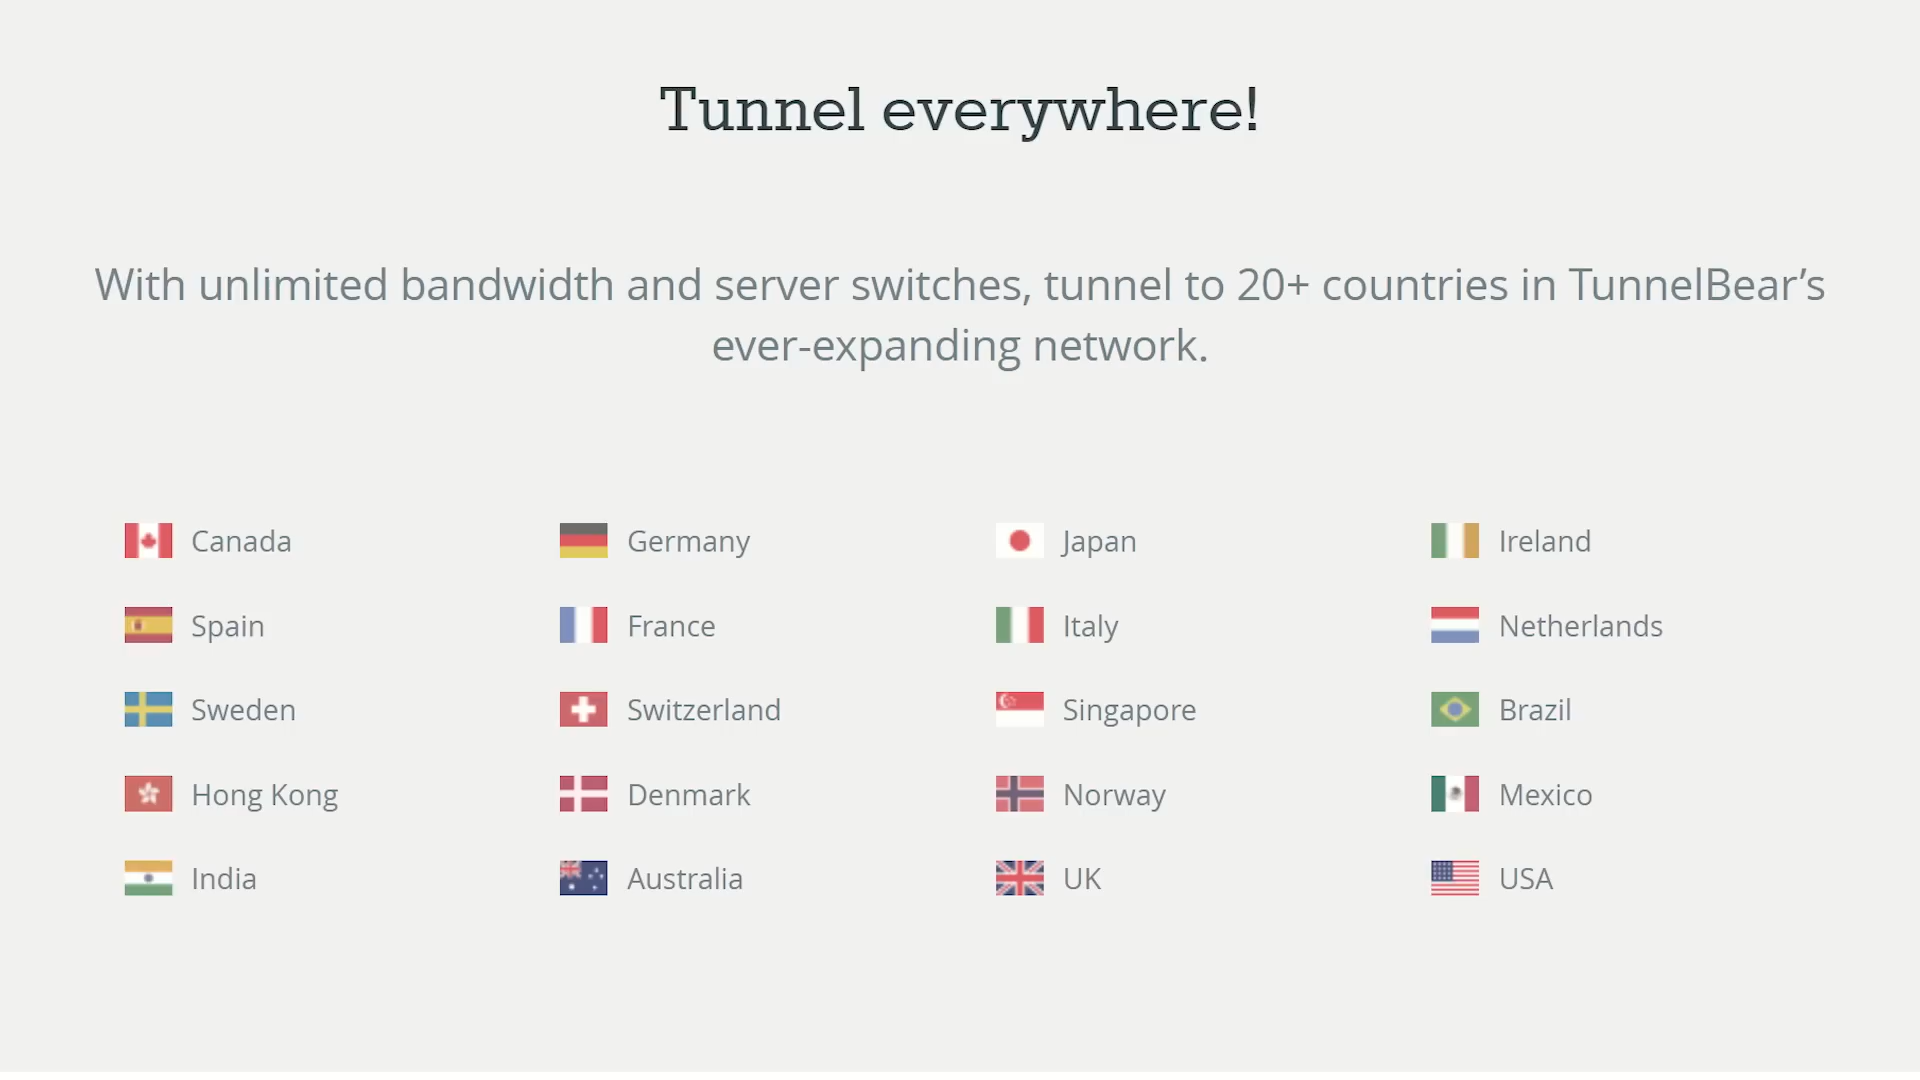 Tunnel everywhere!
With unlimited bandwidth and server switches, tunnel to 20+ countries in TunnelBear’s
ever-expanding network.
Canada Germany Japan Ireland
Spain France Italy Netherlands
Sweden Switzerland Singapore Brazil
Hong Kong Denmark Norway Mexico
India Australia UK USA